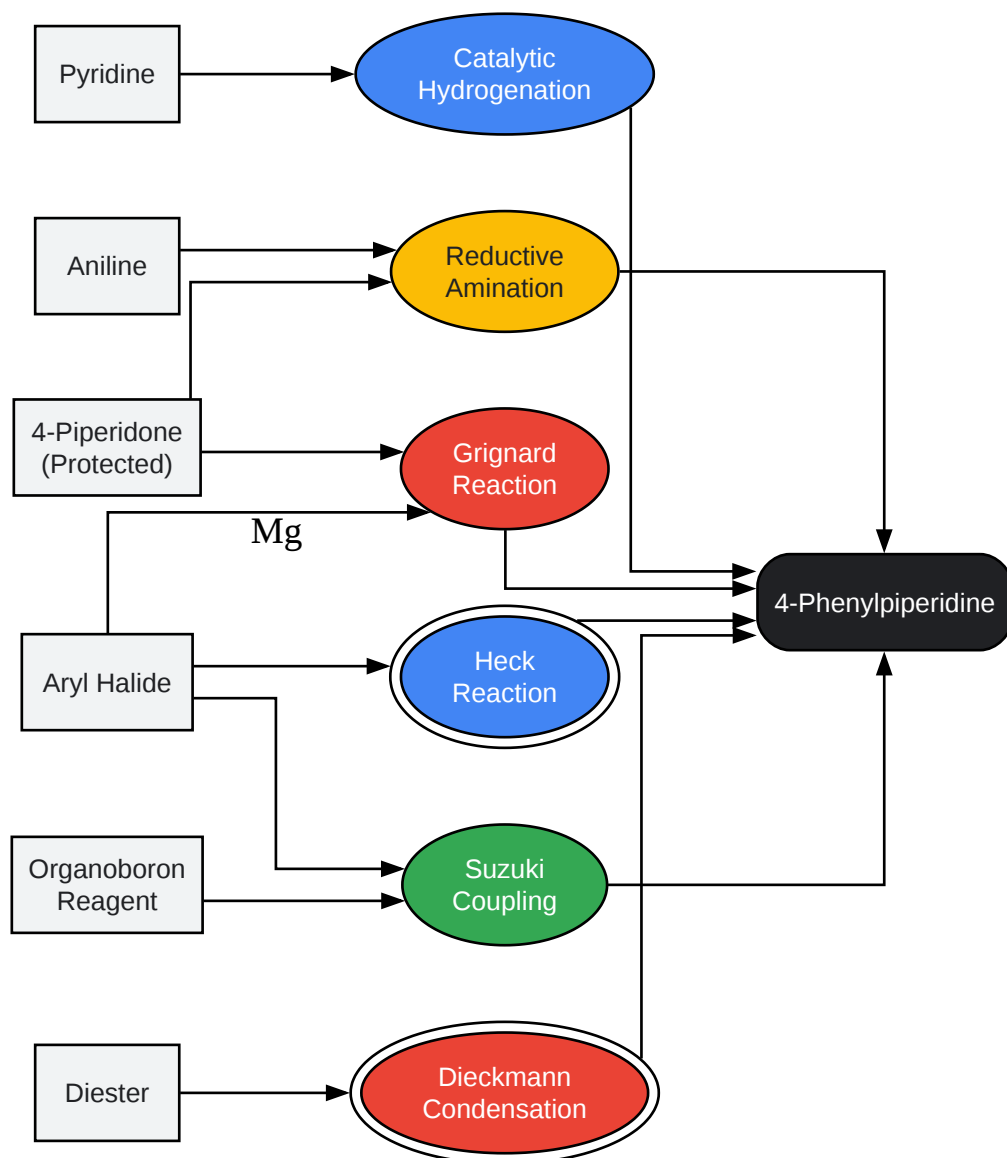 Pyridine
Catalytic
Hydrogenation
Aniline
Reductive
Amination
4-Piperidone
(Protected)
Grignard
Reaction
Mg
4-Phenylpiperidine
Aryl Halide
Heck
Reaction
Organoboron
Reagent
Suzuki
Coupling
Diester
Dieckmann
Condensation